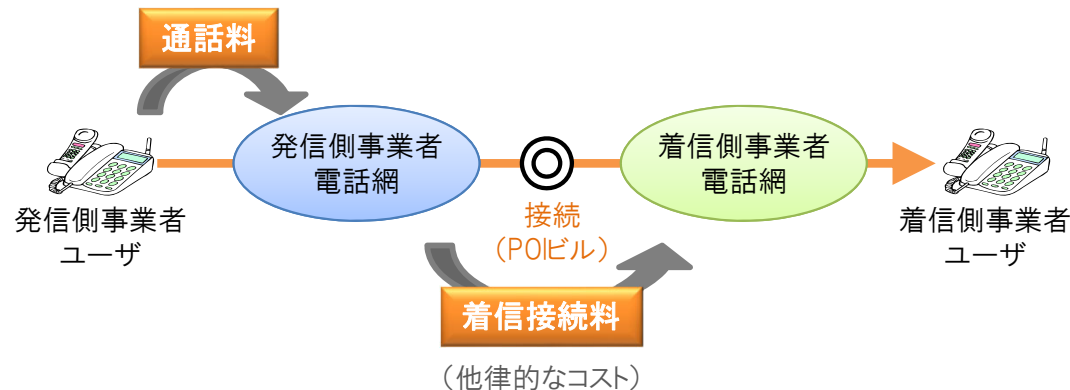 通話料
発信側事業者
電話網
着信側事業者
電話網
発信側事業者
ユーザ
接続
（POIビル）
着信側事業者
ユーザ
着信接続料
（他律的なコスト）